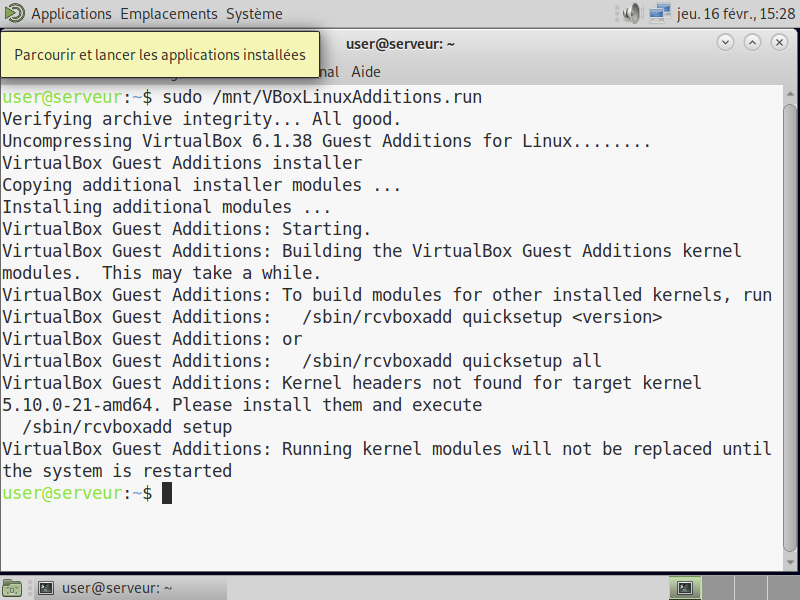 Applications Emplacements Système jeu. 16 févr., 15:28
Parcourir et lancer les applications installées
user@serveur: ~
Aide
user@serveur:~$ sudo /mnt/VBoxLinuxAdditions.run
Verifying archive integrity... All good.
Uncompressing VirtualBox 6.1.38 Guest Additions for Linux........
VirtualBox Guest Additions installer
Copying additional installer modules ...
Installing additional modules ...
VirtualBox Guest Additions: Starting.
VirtualBox Guest Additions: Building the VirtualBox Guest Additions kernel
modules.  This may take a while.
VirtualBox Guest Additions: To build modules for other installed kernels, run
VirtualBox Guest Additions:   /sbin/rcvboxadd quicksetup <version>
VirtualBox Guest Additions: or
VirtualBox Guest Additions:   /sbin/rcvboxadd quicksetup all
VirtualBox Guest Additions: Kernel headers not found for target kernel
5.10.0-21-amd64. Please install them and execute
  /sbin/rcvboxadd setup
VirtualBox Guest Additions: Running kernel modules will not be replaced until
the system is restarted
user@serveur:~$
user@serveur: ~